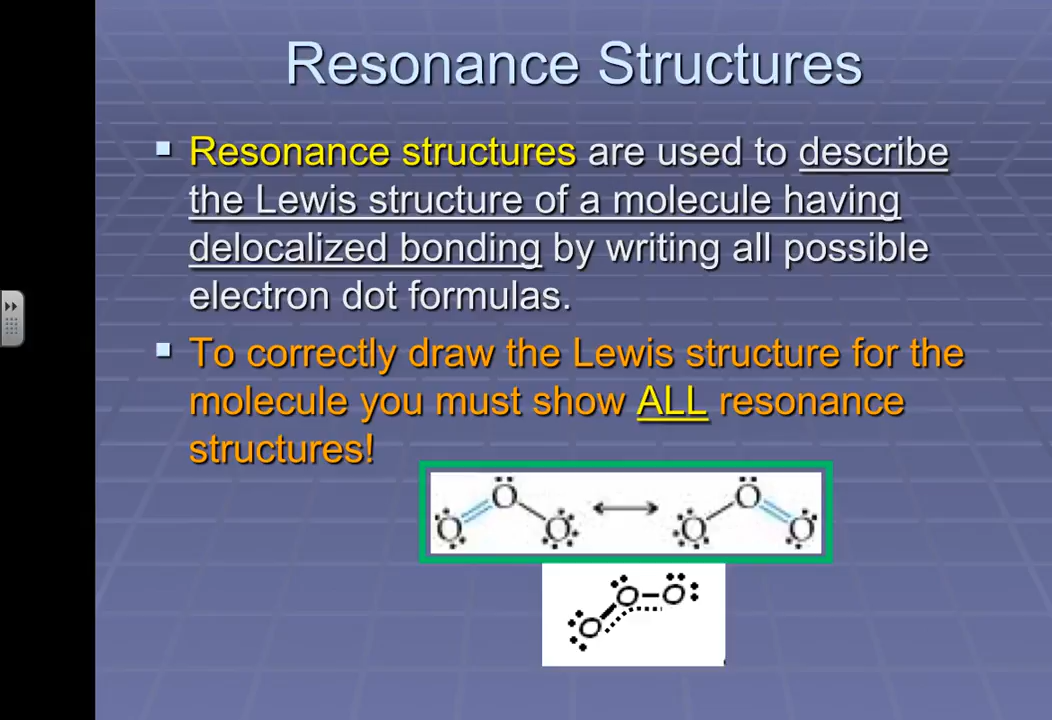 Resonance Structures
Resonance structures are used to describe
the Lewis structure of a molecule having
delocalized bonding by writing all possible
electron dot formulas.
To correctly draw the Lewis structure for the
molecule you must show ALL resonance
structures!
O O O O O O
O O O